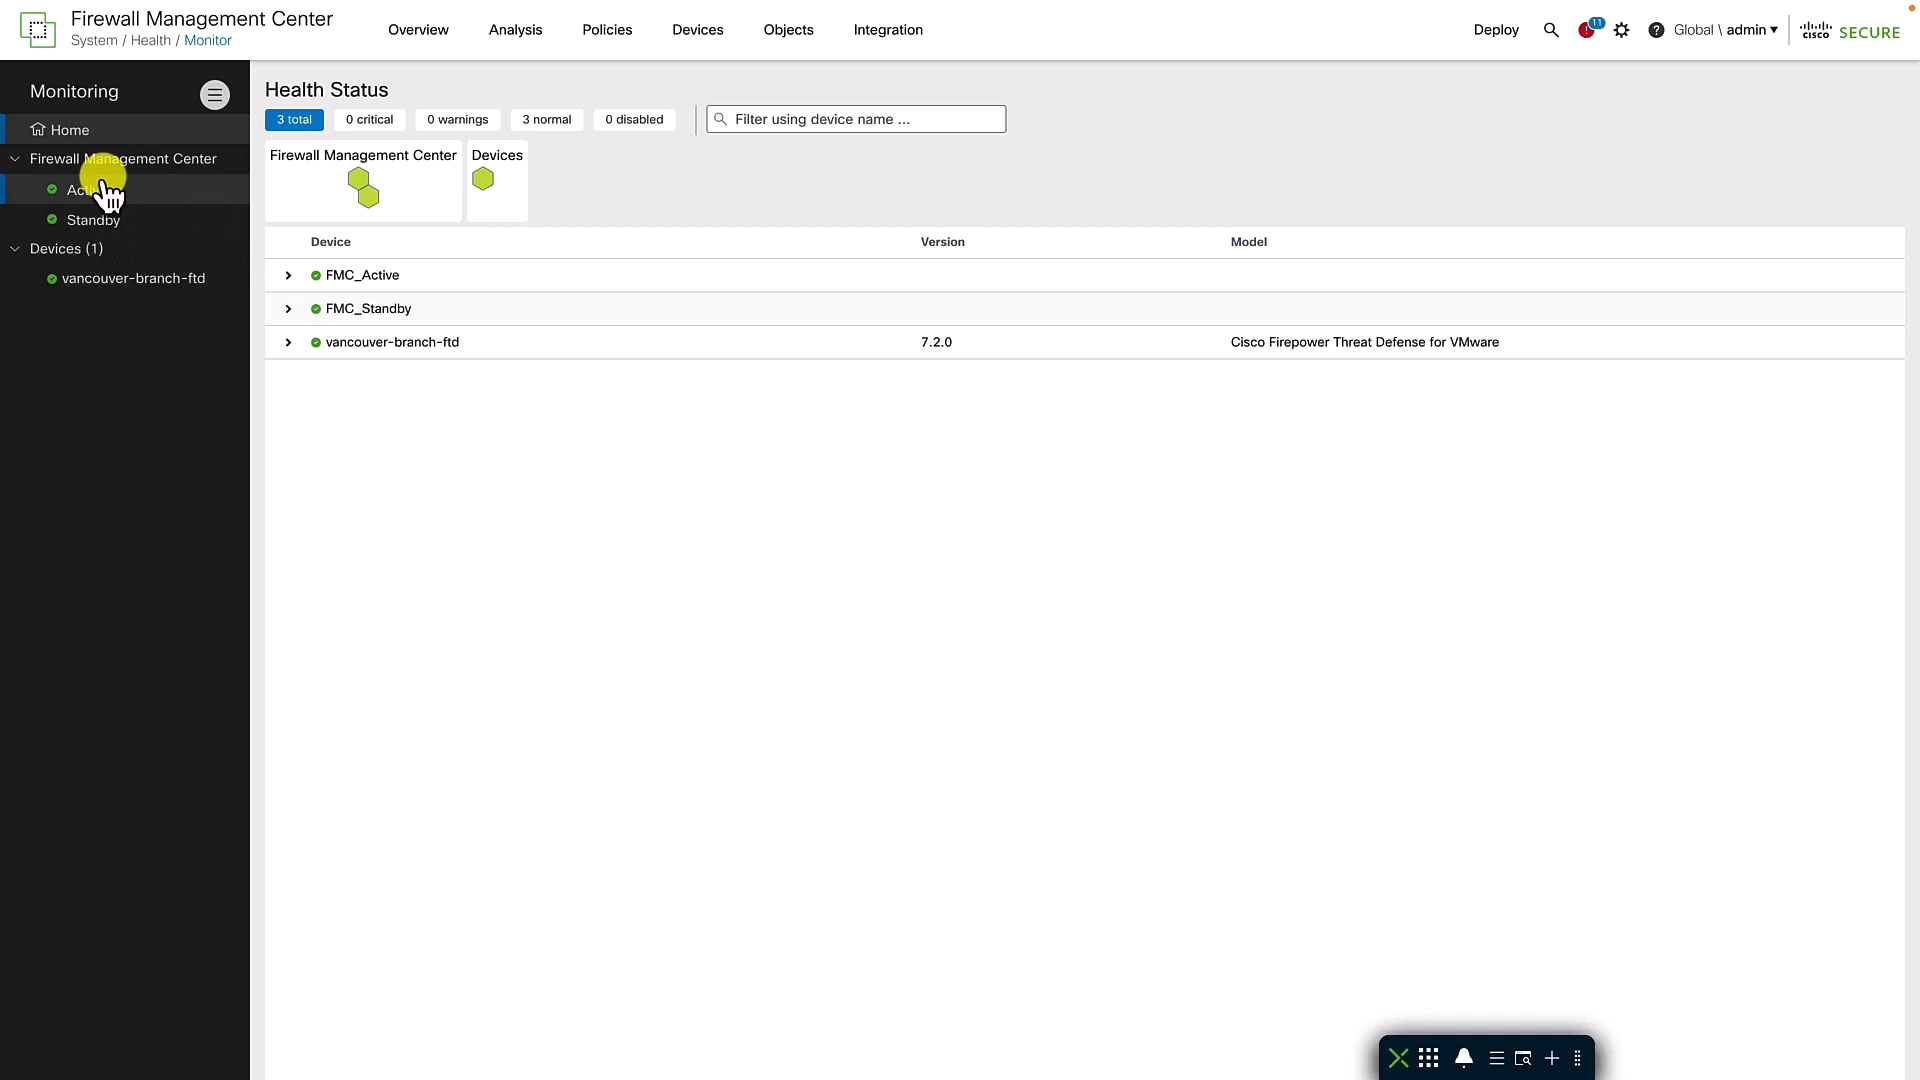 Firewall Management Center
System / Health / Monitor
Overview
Analysis
Policies
Devices
Objects
Integration
Deploy
11
Global \ admin
cisco SECURE
Monitoring
Home
Firewall Management Center
Standby
Devices (1)
vancouver-branch-ftd
Health Status
3 total
0 critical
0 warnings
3 normal
0 disabled
Filter using device name ...
Firewall Management Center
Devices
Device Version Model
FMC_Active
FMC_Standby
vancouver-branch-ftd 7.2.0 Cisco Firepower Threat Defense for VMware